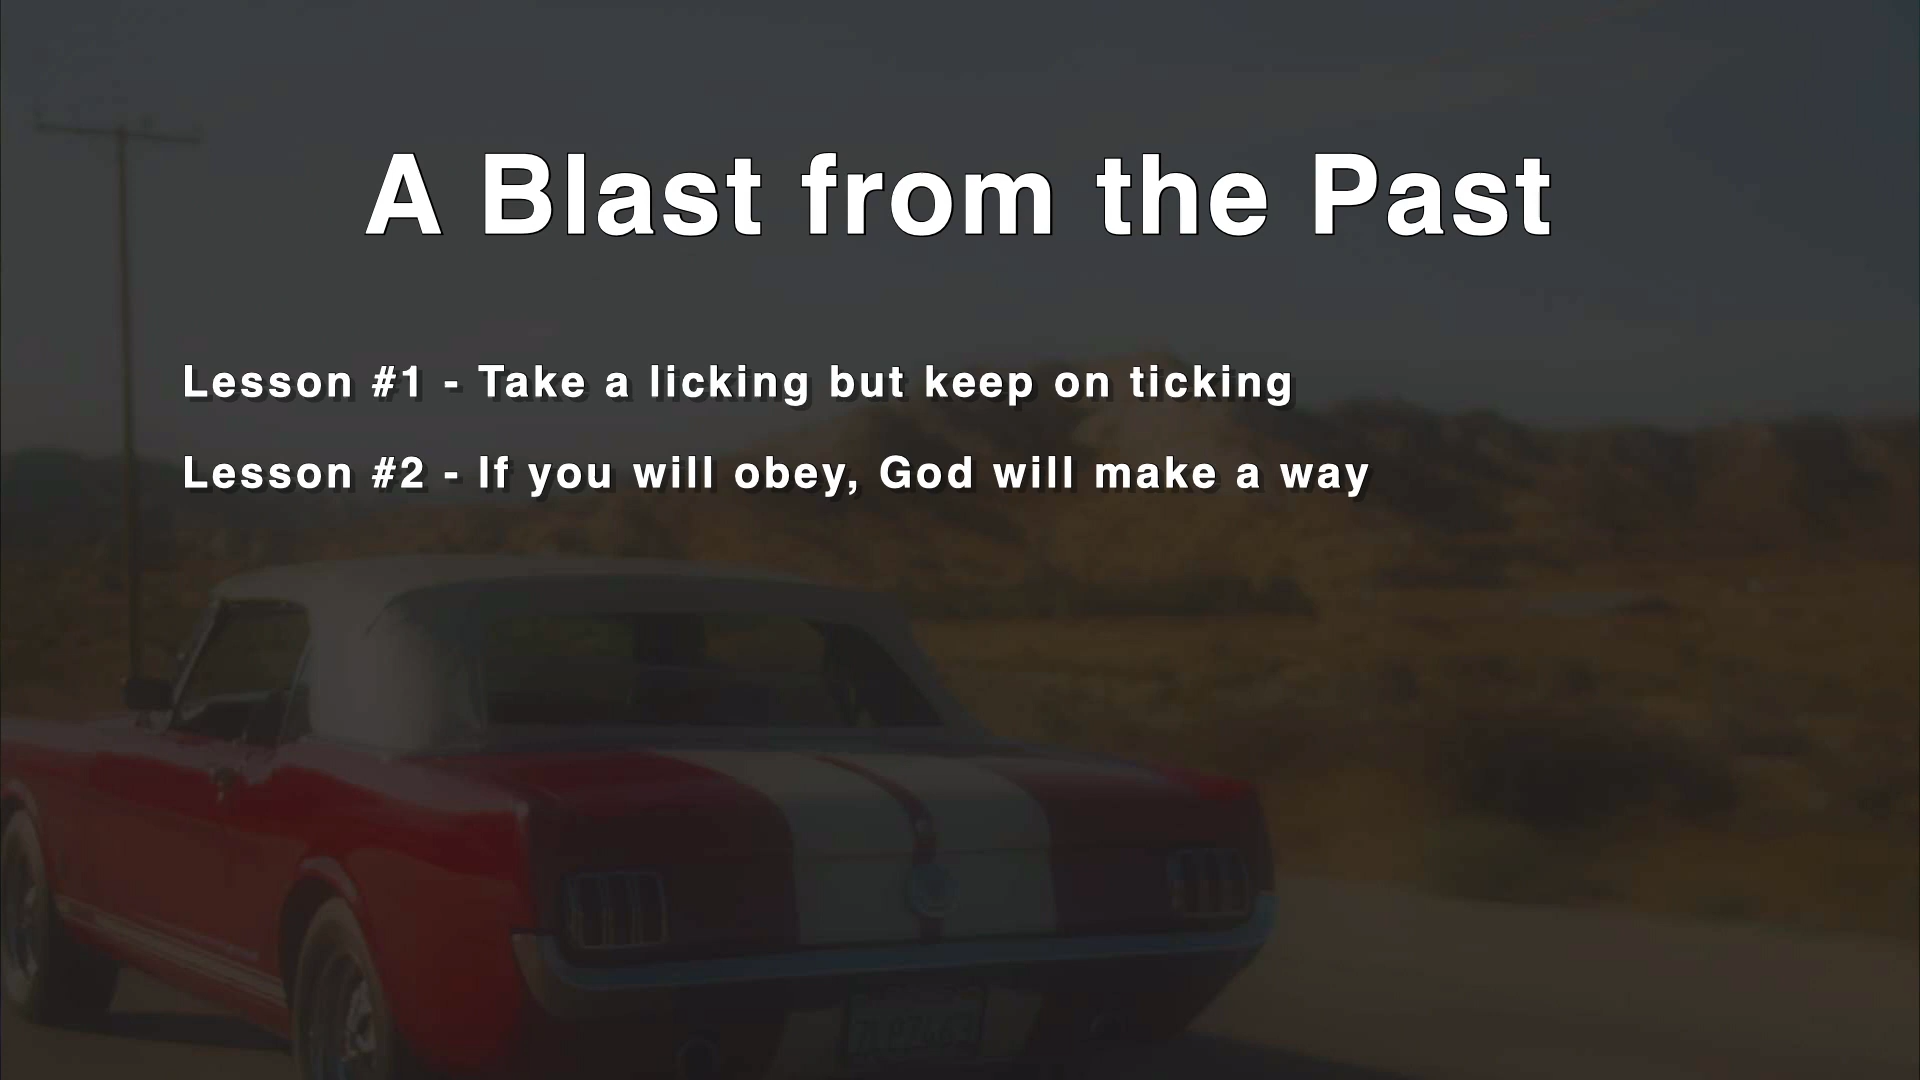 A Blast from the Past
Lesson #1 - Take a licking but keep on ticking
Lesson #2 - If you will obey, God will make a way